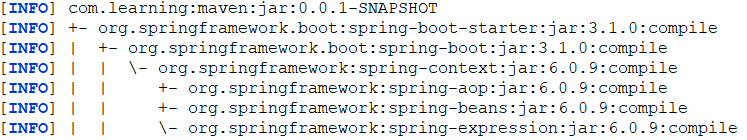 [INFO] com.learning:maven:jar:0.0.1-SNAPSHOT
[INFO] +- org.springframework.boot:spring-boot-starter:jar:3.1.0:compile
[INFO] |  +- org.springframework.boot:spring-boot:jar:3.1.0:compile
[INFO] |  |  \- org.springframework:spring-context:jar:6.0.9:compile
[INFO] |  |     +- org.springframework:spring-aop:jar:6.0.9:compile
[INFO] |  |     +- org.springframework:spring-beans:jar:6.0.9:compile
[INFO] |  |     \- org.springframework:spring-expression:jar:6.0.9:compile